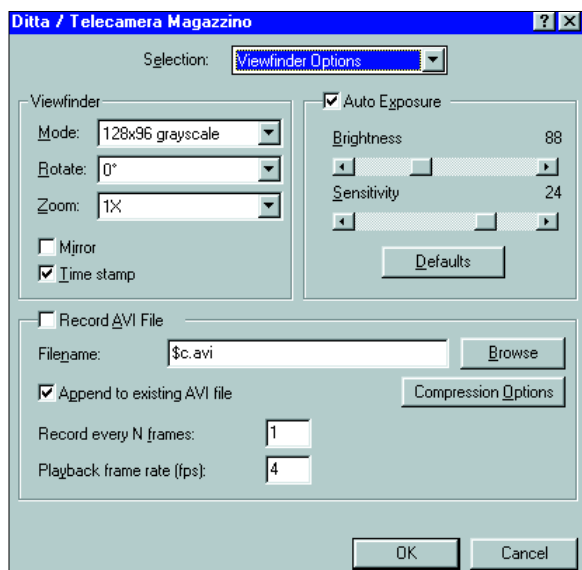 Ditta / Telecamera Magazzino
Selection: Viewfinder Options
Viewfinder
Mode: 128x96 grayscale
Rotate: 0°
Zoom: 1X
Mirror
Time stamp
Auto Exposure
Brightness 88
Sensitivity 24
Defaults
Record AVI File
Filename: $c.avi Browse
Append to existing AVI file Compression Options
Record every N frames: 1
Playback frame rate (fps): 4
OK Cancel